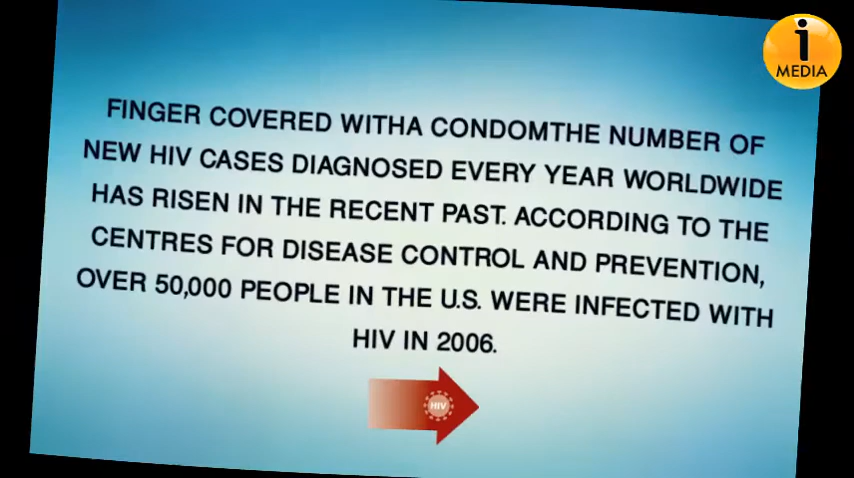 i
MEDIA
FINGER COVERED WITHA CONDOMTHE NUMBER OF
NEW HIV CASES DIAGNOSED EVERY YEAR WORLDWIDE
HAS RISEN IN THE RECENT PAST. ACCORDING TO THE
CENTRES FOR DISEASE CONTROL AND PREVENTION,
OVER 50,000 PEOPLE IN THE U.S. WERE INFECTED WITH
HIV IN 2006.
HIV